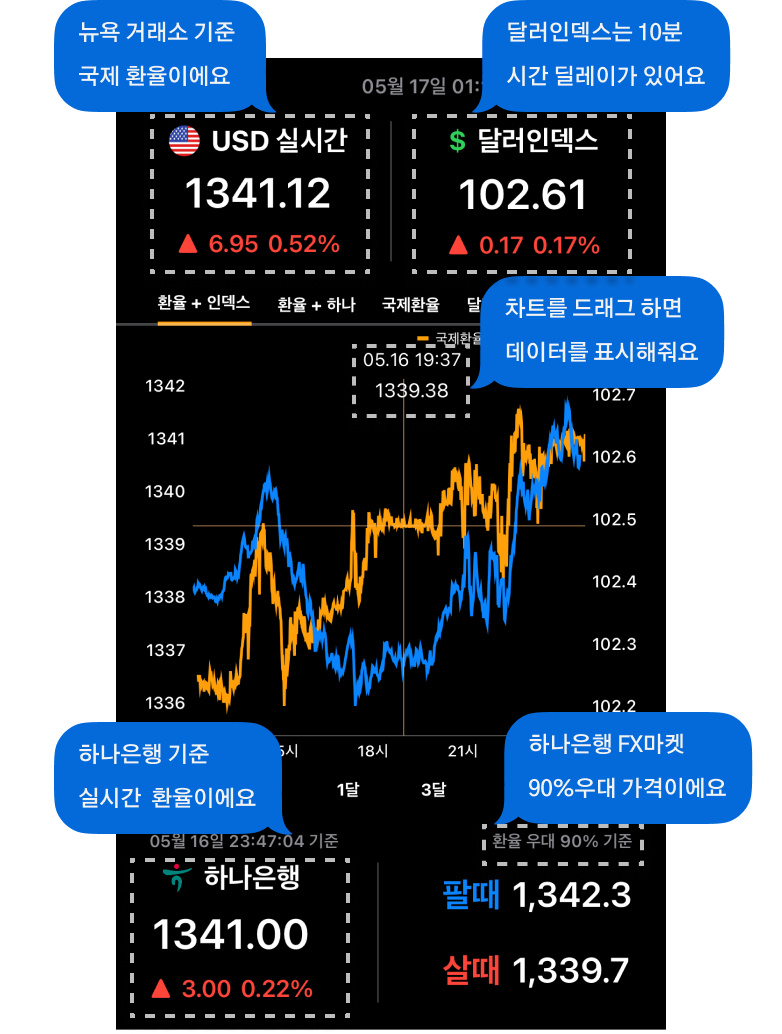 뉴욕 거래소 기준
국제 환율이에요
달러인덱스는 10분
시간 딜레이가 있어요
05월 17일 01:
USD 실시간
1341.12
▲ 6.95 0.52%
$ 달러인덱스
102.61
▲ 0.17 0.17%
환율 + 인덱스
환율 + 하나
국제환율
차트를 드래그 하면
데이터를 표시해줘요
국제환율
05.16 19:37
1339.38
1342
1341
1340
1339
1338
1337
1336
102.7
102.6
102.5
102.4
102.3
102.2
18시
21시
1달
3달
하나은행 기준
실시간 환율이에요
하나은행 FX마켓
90%우대 가격이에요
05월 16일 23:47:04 기준
하나은행
1341.00
▲ 3.00 0.22%
환율 우대 90% 기준
팔때 1,342.3
살때 1,339.7